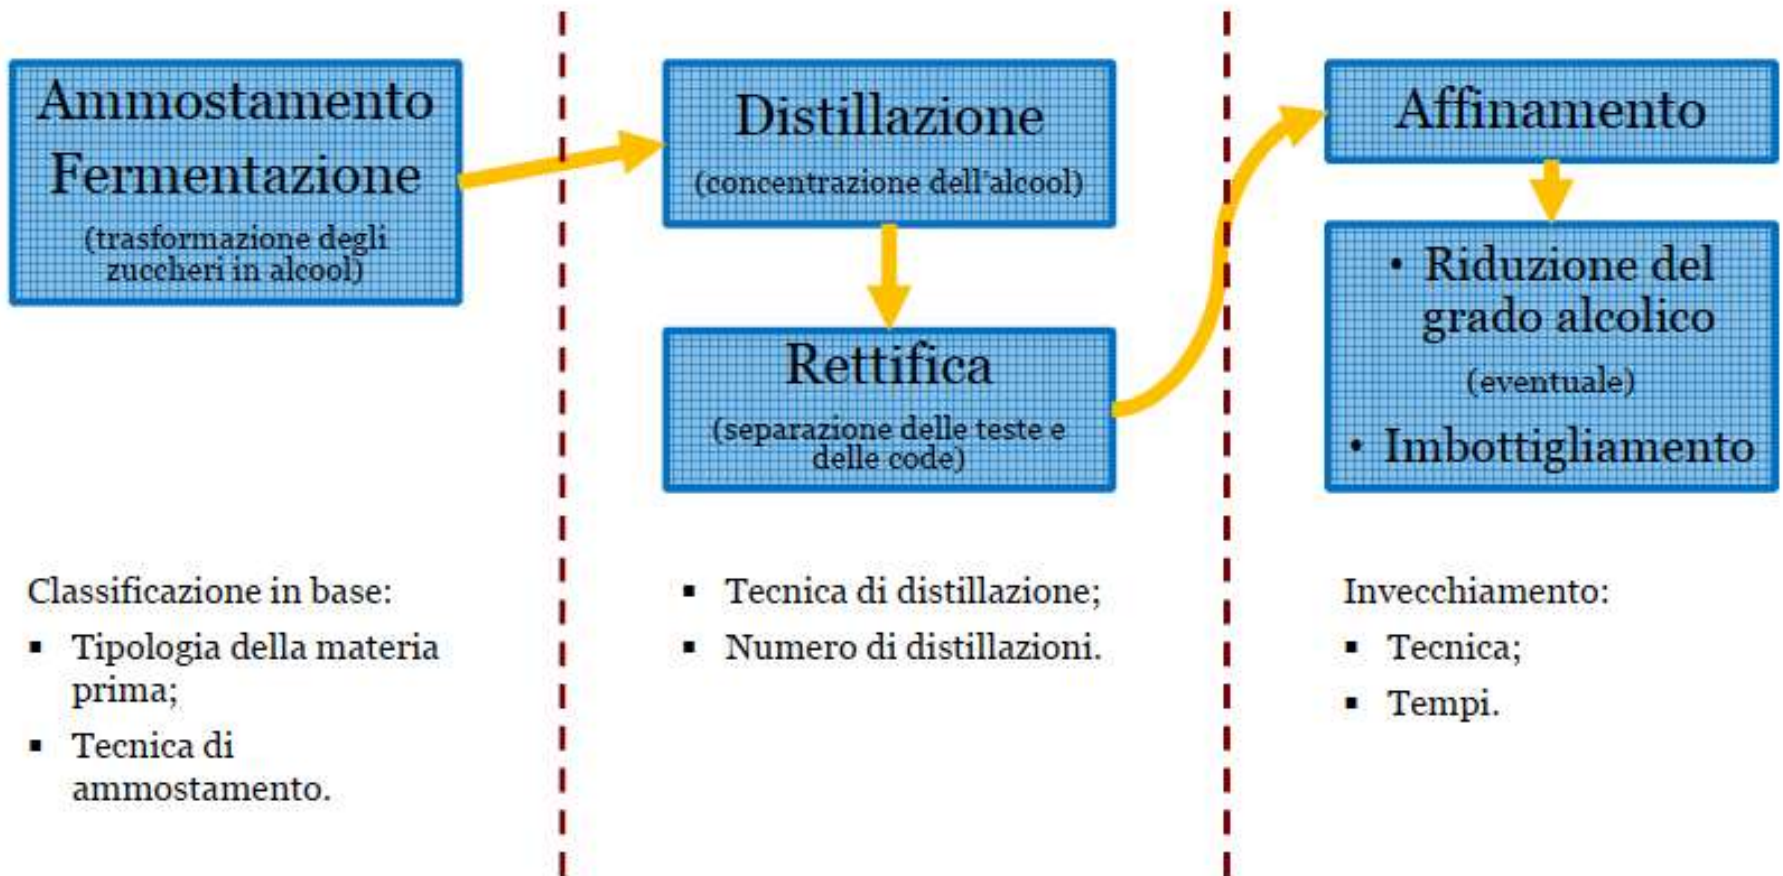 Ammostamento
Fermentazione
(trasformazione degli
zuccheri in alcool)
Distillazione
(concentrazione dell'alcool)
Rettifica
(separazione delle teste e
delle code)
Affinamento
• Riduzione del
grado alcolico
(eventuale)
• Imbottigliamento
Classificazione in base:
▪ Tipologia della materia
prima;
▪ Tecnica di
ammostamento.
▪ Tecnica di distillazione;
▪ Numero di distillazioni.
Invecchiamento:
▪ Tecnica;
▪ Tempi.